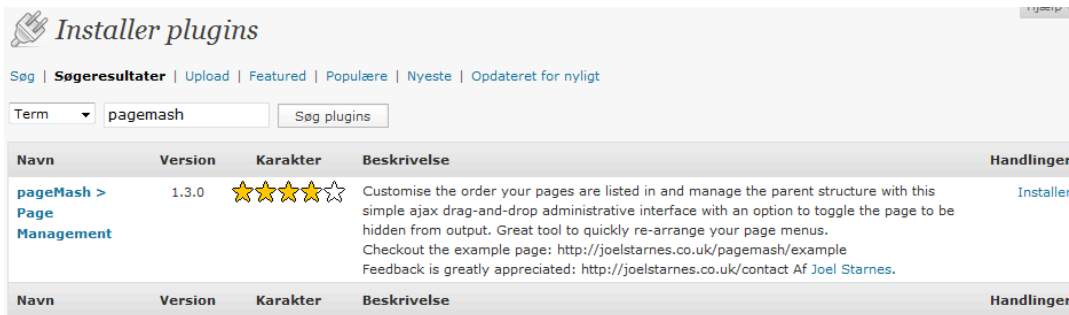 Hjælp
Installer plugins
Søg | Søgeresultater | Upload | Featured | Populære | Nyeste | Opdateret for nyligt
Term pagemash Søg plugins
Navn Version Karakter Beskrivelse Handlinger
pageMash > 1.3.0 Customise the order your pages are listed in and manage the parent structure with this Installer
Page simple ajax drag-and-drop administrative interface with an option to toggle the page to be
Management hidden from output. Great tool to quickly re-arrange your page menus.
Checkout the example page: http://joelstarnes.co.uk/pagemash/example
Feedback is greatly appreciated: http://joelstarnes.co.uk/contact Af Joel Starnes.
Navn Version Karakter Beskrivelse Handlinger